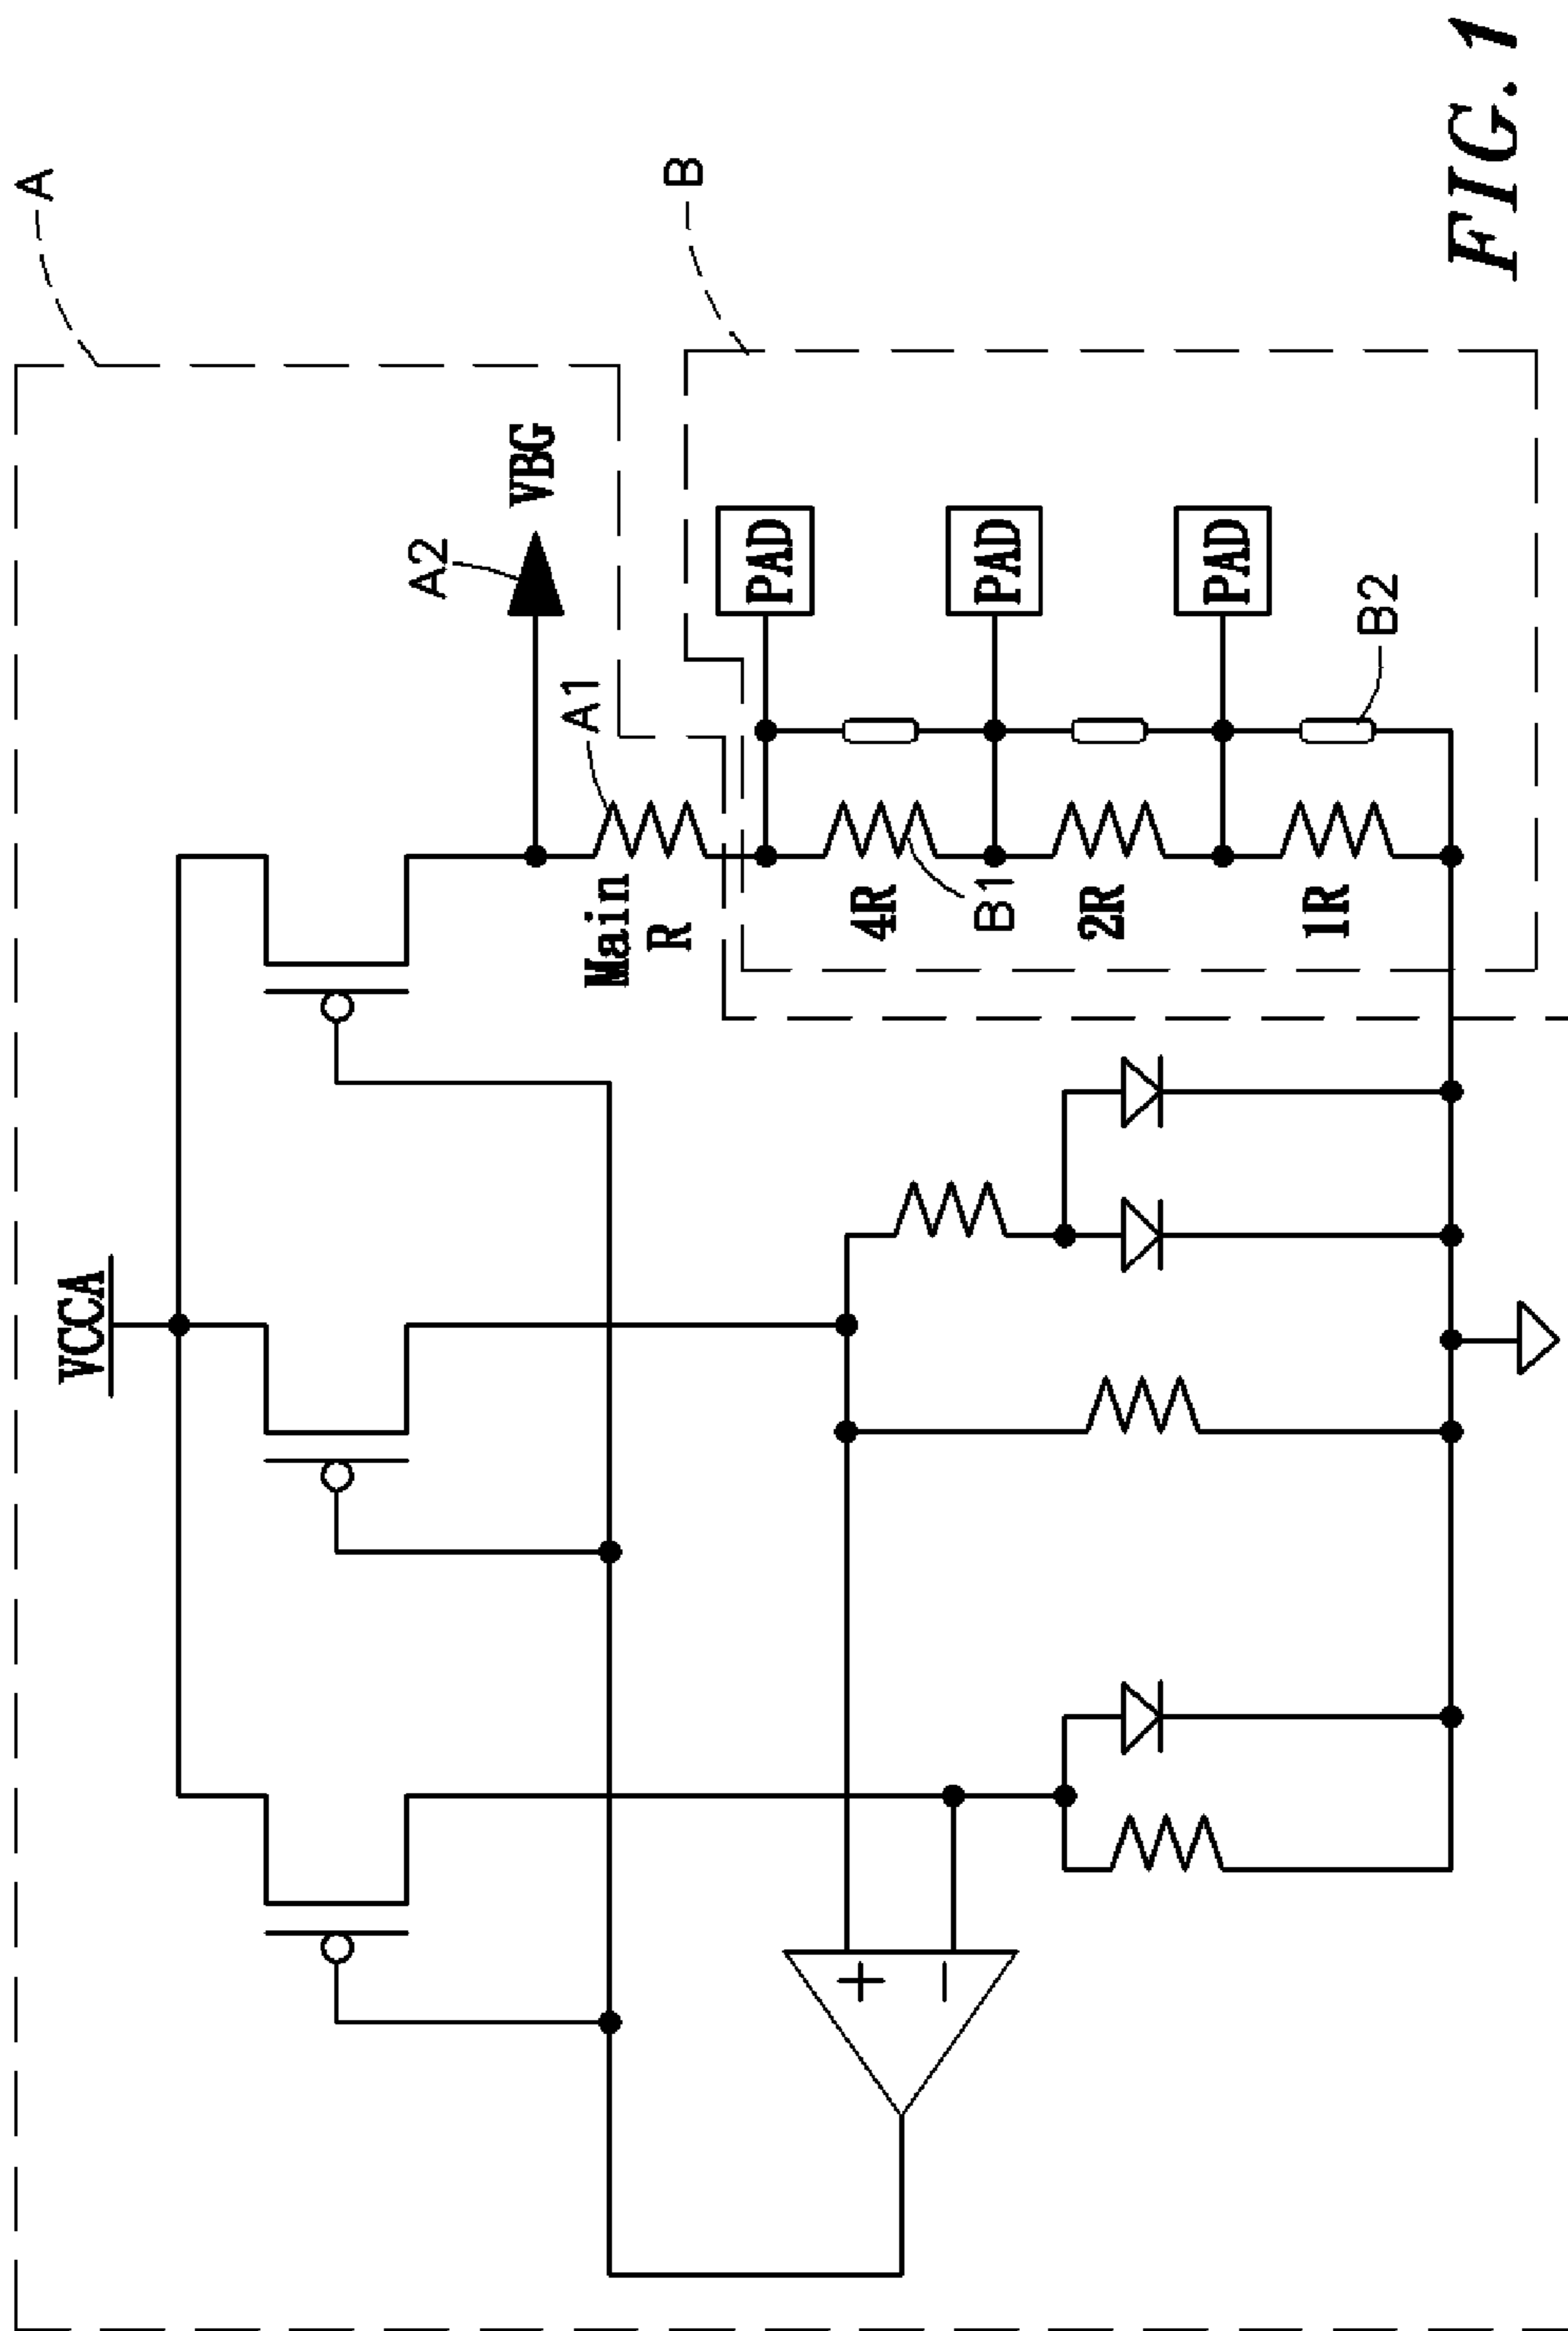 A
VCCA
A2
VBG
A1
Main
R
B
PAD
4R
B1
PAD
2R
PAD
1R
B2
+
−
FIG. 1